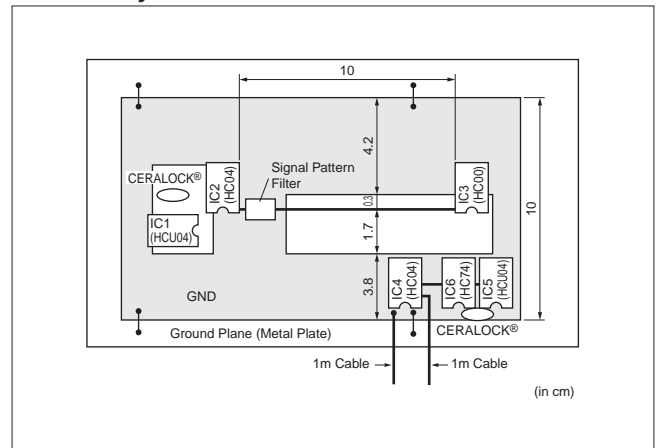 10
4.2
Signal Pattern
Filter
CERALOCK®
IC2
(HC04)
IC3
(HC00)
0.3
10
IC1
(HCU04)
1.7
3.8
IC4
(HC04)
IC6
(HC74)
IC5
(HCU04)
GND
Ground Plane (Metal Plate)
CERALOCK®
1m Cable
1m Cable
(in cm)